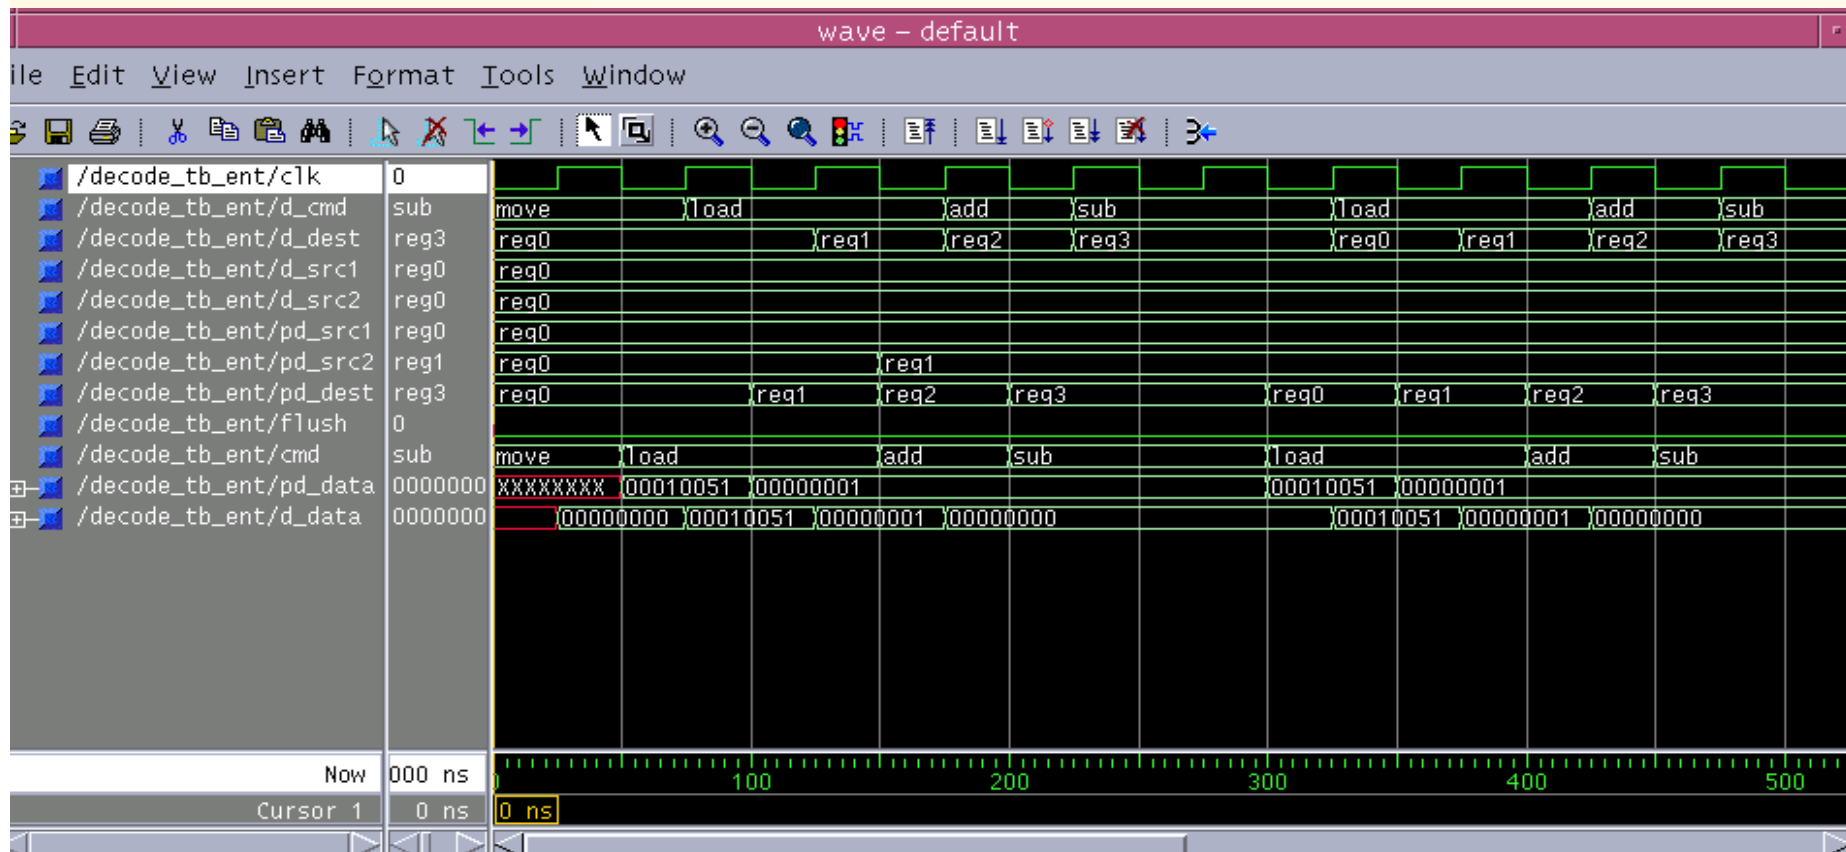 wave – default
ile Edit View Insert Format Tools Window
/decode_tb_ent/clk 0
/decode_tb_ent/d_cmd sub move load add sub load add sub
/decode_tb_ent/d_dest reg3 reg0 reg1 reg2 reg3 reg0 reg1 reg2 reg3
/decode_tb_ent/d_src1 reg0 reg0
/decode_tb_ent/d_src2 reg0 reg0
/decode_tb_ent/pd_src1 reg0 reg0
/decode_tb_ent/pd_src2 reg1 reg0 reg1
/decode_tb_ent/pd_dest reg3 reg0 reg1 reg2 reg3 reg0 reg1 reg2 reg3
/decode_tb_ent/flush 0
/decode_tb_ent/cmd sub move load add sub load add sub
/decode_tb_ent/pd_data 0000000 XXXXXXXX 00010051 00000001 00010051 00000001
/decode_tb_ent/d_data 0000000 00000000 00010051 00000001 00000000 00010051 00000001 00000000
Now 000 ns 100 200 300 400 500
Cursor 1 0 ns 0 ns